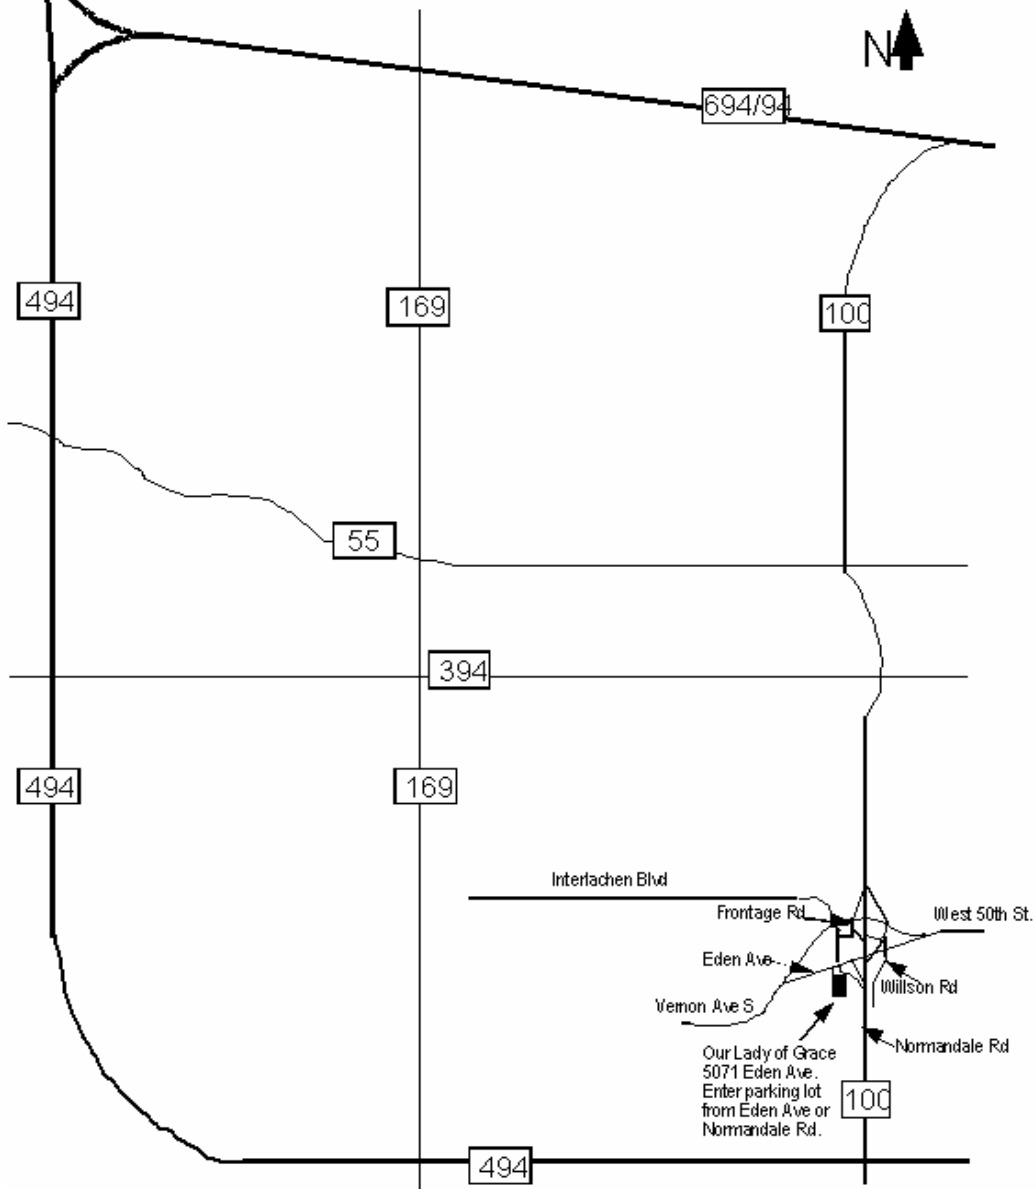 N
694/94
494
169
100
55
394
494
169
Interlachen Blvd
Frontage Rd
West 50th St.
Eden Ave
Willson Rd
Vernon Ave S
Normandale Rd
Our Lady of Grace
5071 Eden Ave.
Enter parking lot
from Eden Ave or
Normandale Rd.
100
494